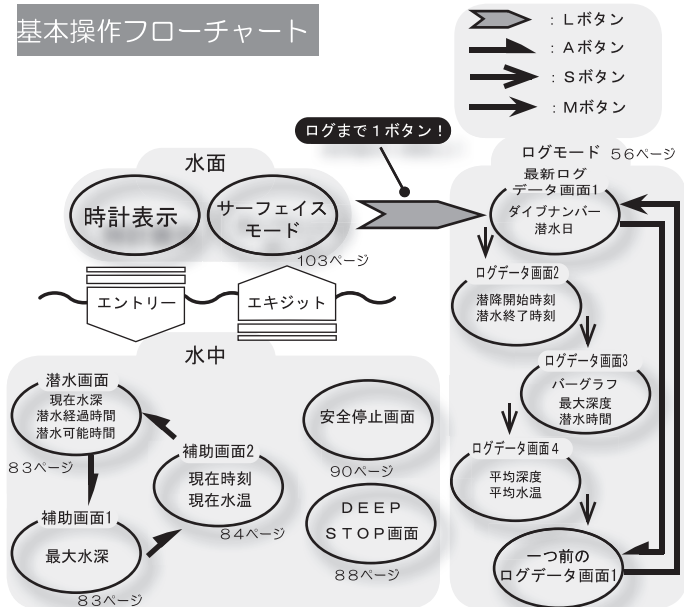 基本操作フローチャート
：Lボタン
：Aボタン
：Sボタン
：Mボタン
ログまで1ボタン！
水面
時計表示
サーフェイス
モード
103ページ
エントリー
エキジット
水中
潜水画面
現在水深
潜水経過時間
潜水可能時間
83ページ
補助画面2
現在時刻
現在水温
84ページ
補助画面1
最大水深
83ページ
安全停止画面
90ページ
DEEP
STOP画面
88ページ
ログモード 56ページ
最新ログ
データ画面1
ダイブナンバー
潜水日
ログデータ画面2
潜降開始時刻
潜水終了時刻
ログデータ画面3
バーグラフ
最大深度
潜水時間
ログデータ画面4
平均深度
平均水温
一つ前の
ログデータ画面1